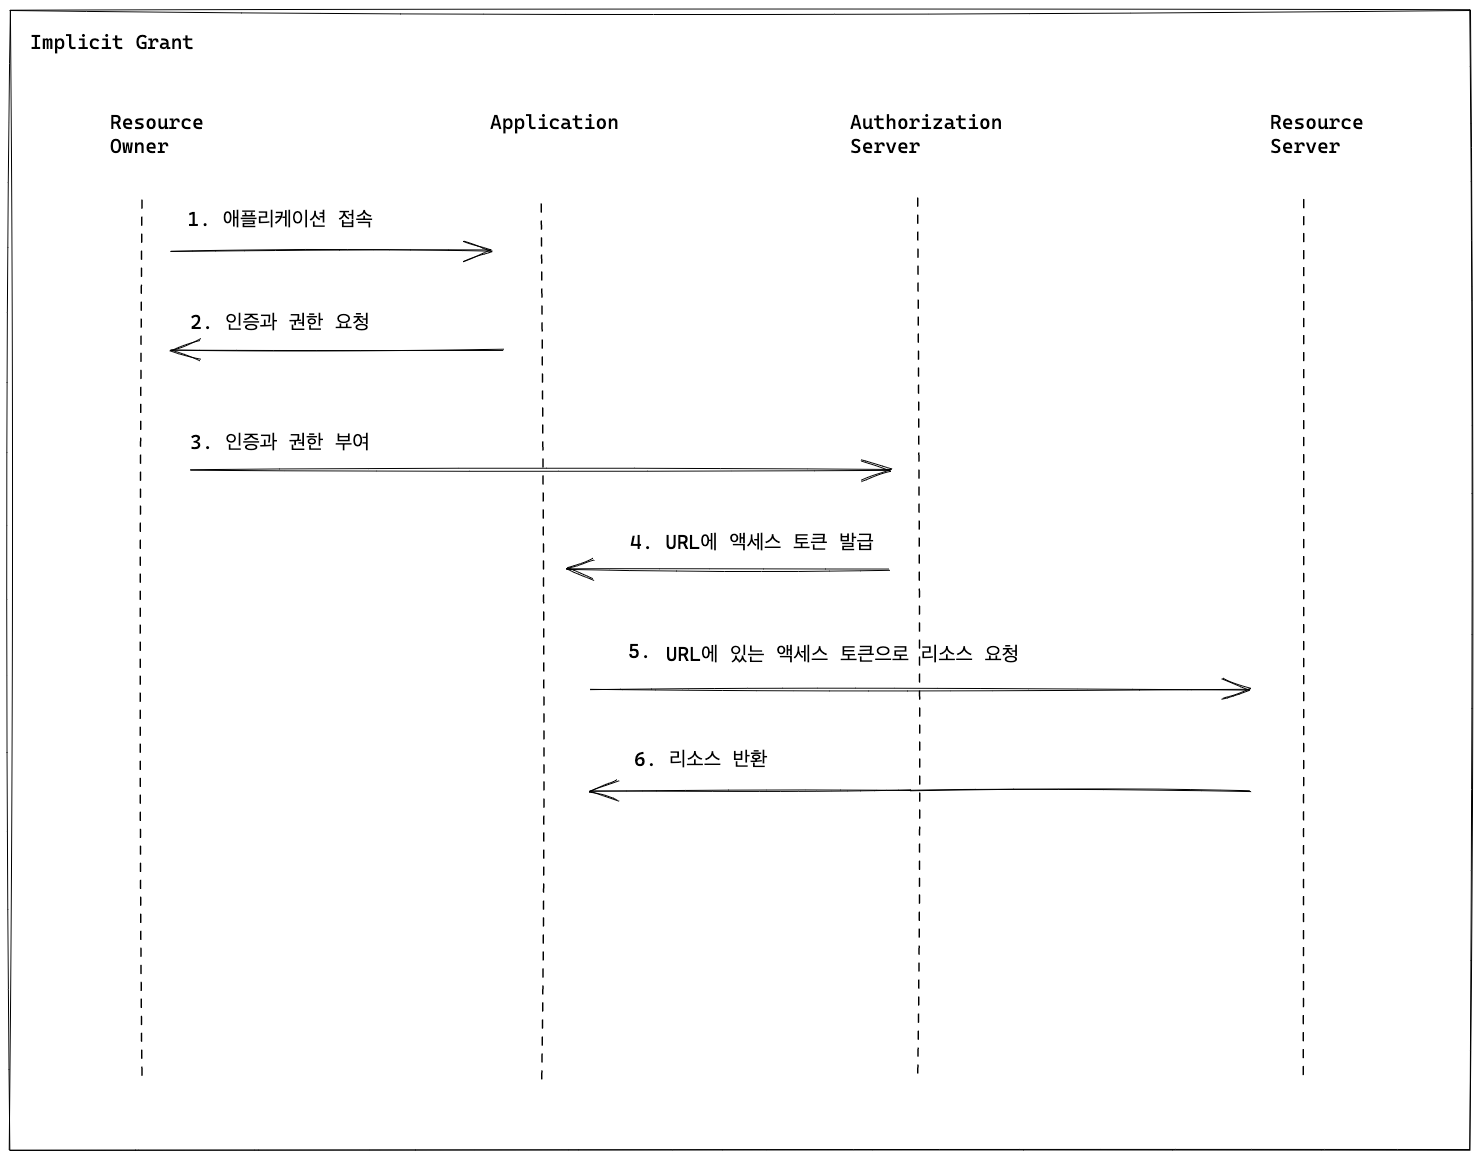 Implicit Grant
Resource
Owner
Application
Authorization
Server
Resource
Server
1. 애플리케이션 접속
2. 인증과 권한 요청
3. 인증과 권한 부여
4. URL에 액세스 토큰 발급
5. URL에 있는 액세스 토큰으로 리소스 요청
6. 리소스 반환